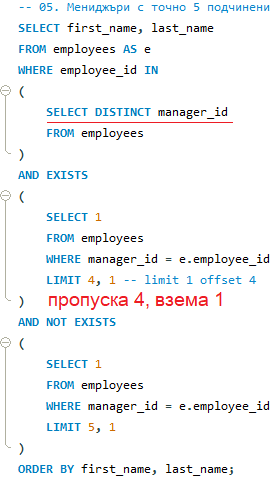 -- 05. Мениджъри с точно 5 подчинени
SELECT first_name, last_name
FROM employees AS e
WHERE employee_id IN
(
SELECT DISTINCT manager_id
FROM employees
)
AND EXISTS
(
SELECT 1
FROM employees
WHERE manager_id = e.employee_id
LIMIT 4, 1 -- limit 1 offset 4
) пропуска 4, взема 1
AND NOT EXISTS
(
SELECT 1
FROM employees
WHERE manager_id = e.employee_id
LIMIT 5, 1
)
ORDER BY first_name, last_name;